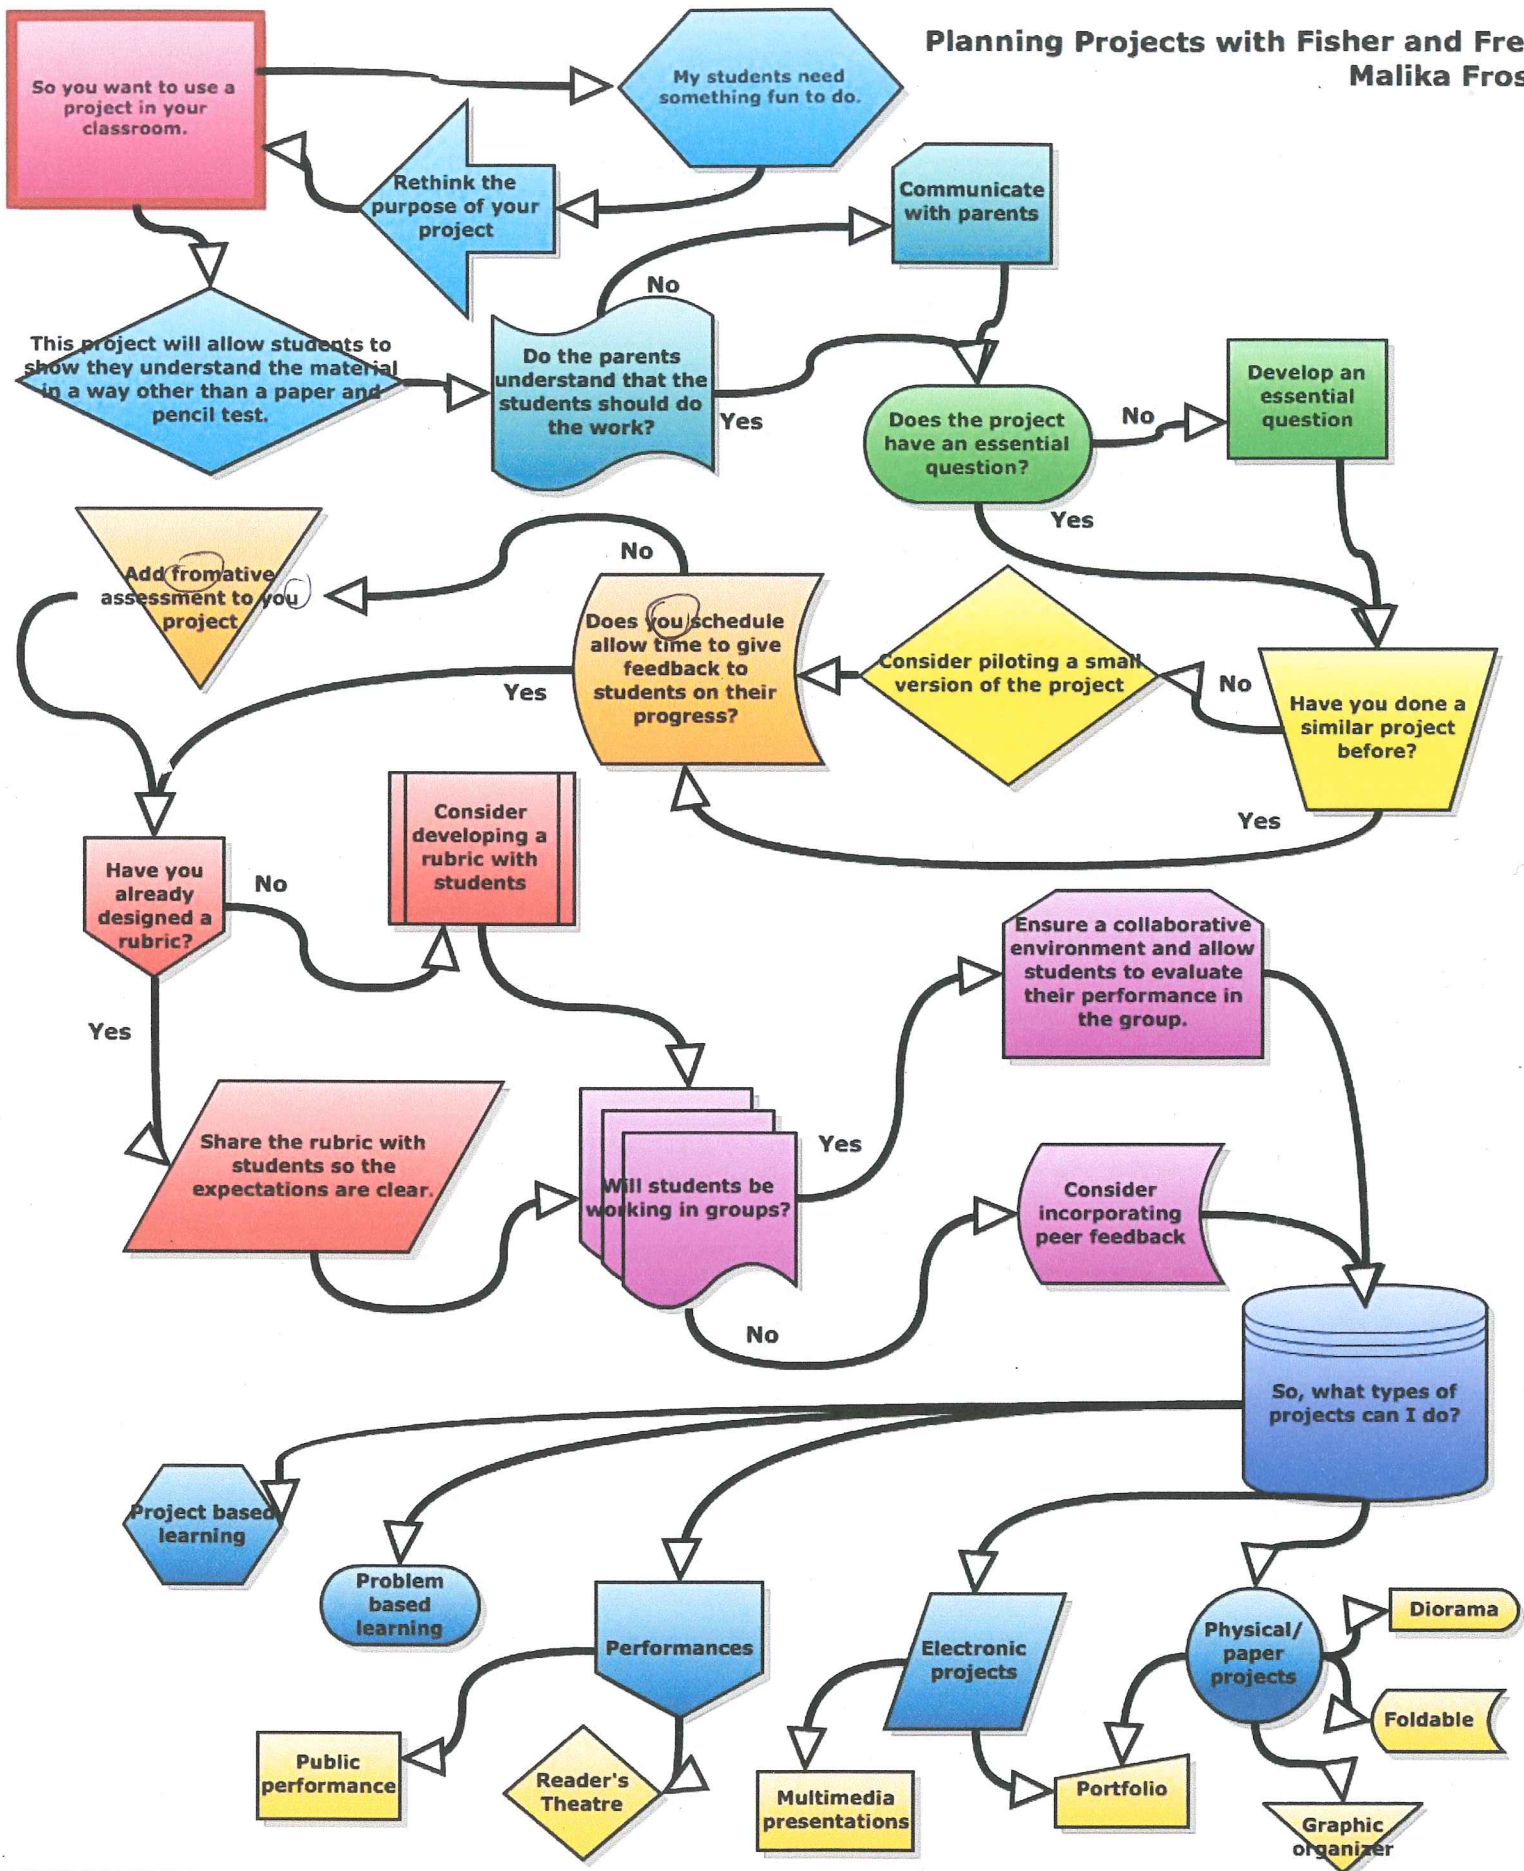 Planning Projects with Fisher and Fre
Malika Fros
So you want to use a
project in your
classroom.
My students need
something fun to do.
Rethink the
purpose of your
project
Communicate
with parents
No
This project will allow students to
show they understand the material
in a way other than a paper and
pencil test.
Do the parents
understand that the
students should do
the work?
Yes
Does the project
have an essential
question?
No
Develop an
essential
question
Yes
Add fromative
assessment to you
project
No
Does you schedule
allow time to give
feedback to
students on their
progress?
Yes
Consider piloting a small
version of the project
No
Have you done a
similar project
before?
Yes
Have you
already
designed a
rubric?
No
Consider
developing a
rubric with
students
Yes
Ensure a collaborative
environment and allow
students to evaluate
their performance in
the group.
Share the rubric with
students so the
expectations are clear.
Will students be
working in groups?
Yes
No
Consider
incorporating
peer feedback
So, what types of
projects can I do?
Project based
learning
Problem
based
learning
Performances
Electronic
projects
Physical/
paper
projects
Diorama
Foldable
Public
performance
Reader's
Theatre
Multimedia
presentations
Portfolio
Graphic
organizer